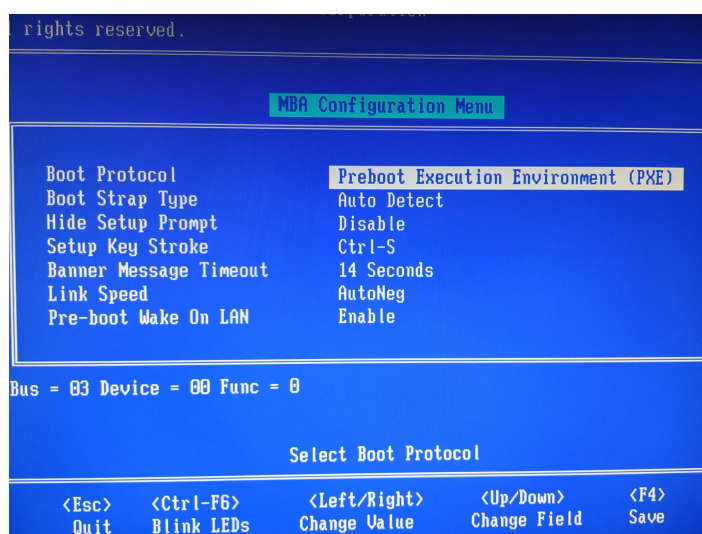 rights reserved.
MBA Configuration Menu
Boot Protocol Preboot Execution Environment (PXE)
Boot Strap Type Auto Detect
Hide Setup Prompt Disable
Setup Key Stroke Ctrl-S
Banner Message Timeout 14 Seconds
Link Speed AutoNeg
Pre-boot Wake On LAN Enable
Bus = 03 Device = 00 Func = 0
Select Boot Protocol
<Esc> <Ctrl-F6> <Left/Right> <Up/Down> <F4>
Quit Blink LEDs Change Value Change Field Save